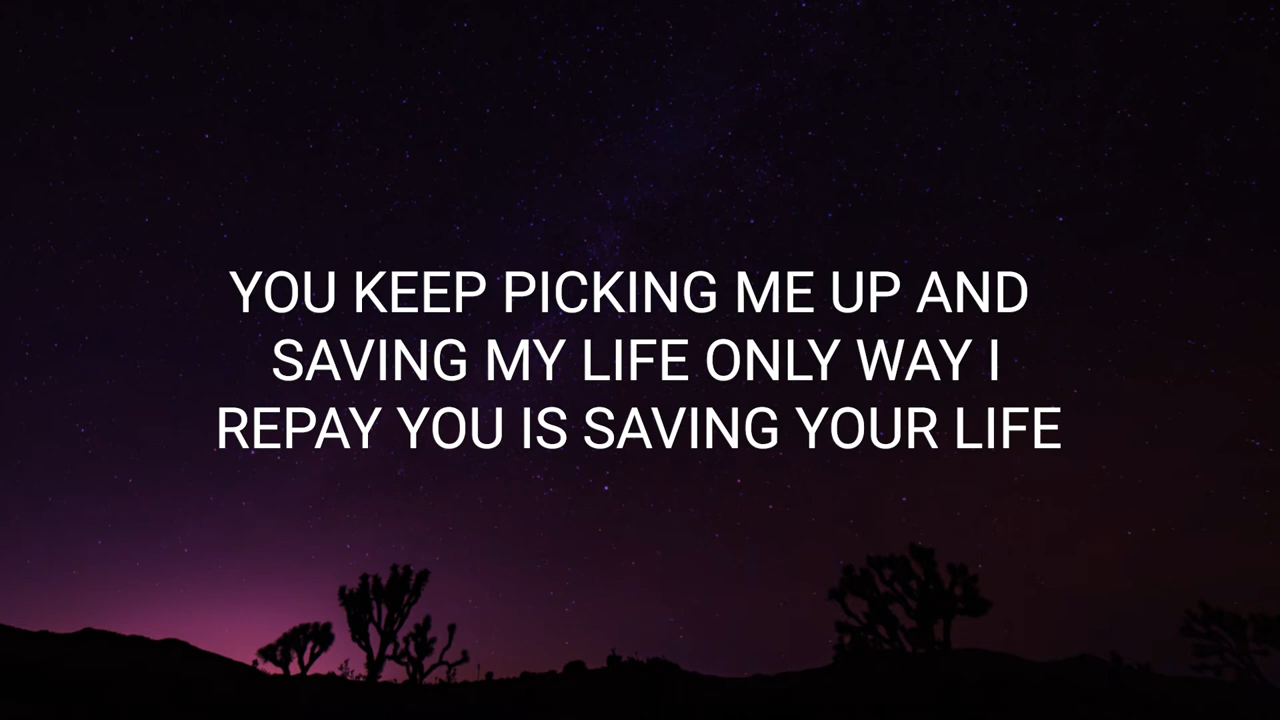 YOU KEEP PICKING ME UP AND
SAVING MY LIFE ONLY WAY I
REPAY YOU IS SAVING YOUR LIFE